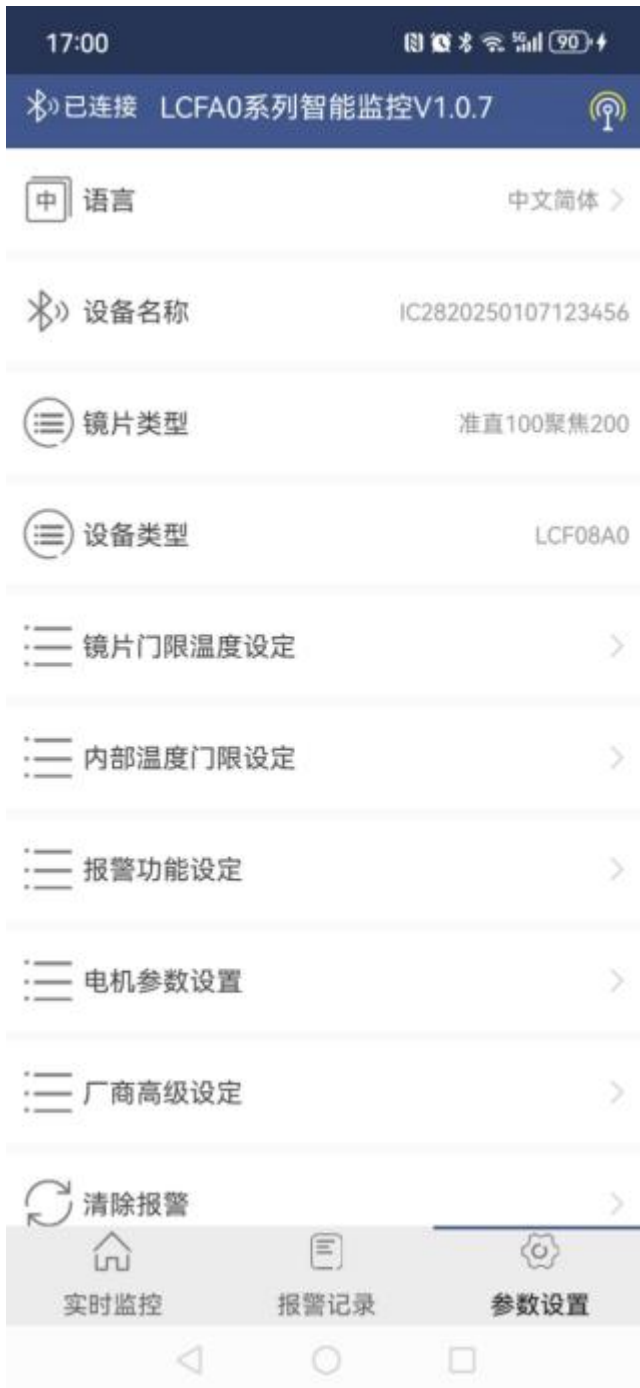 17:00 5G 90
已连接 LCFA0系列智能监控V1.0.7
中 语言 中文简体
设备名称 IC2820250107123456
镜片类型 准直100聚焦200
设备类型 LCF08A0
镜片门限温度设定
内部温度门限设定
报警功能设定
电机参数设置
厂商高级设定
清除报警
实时监控 报警记录 参数设置